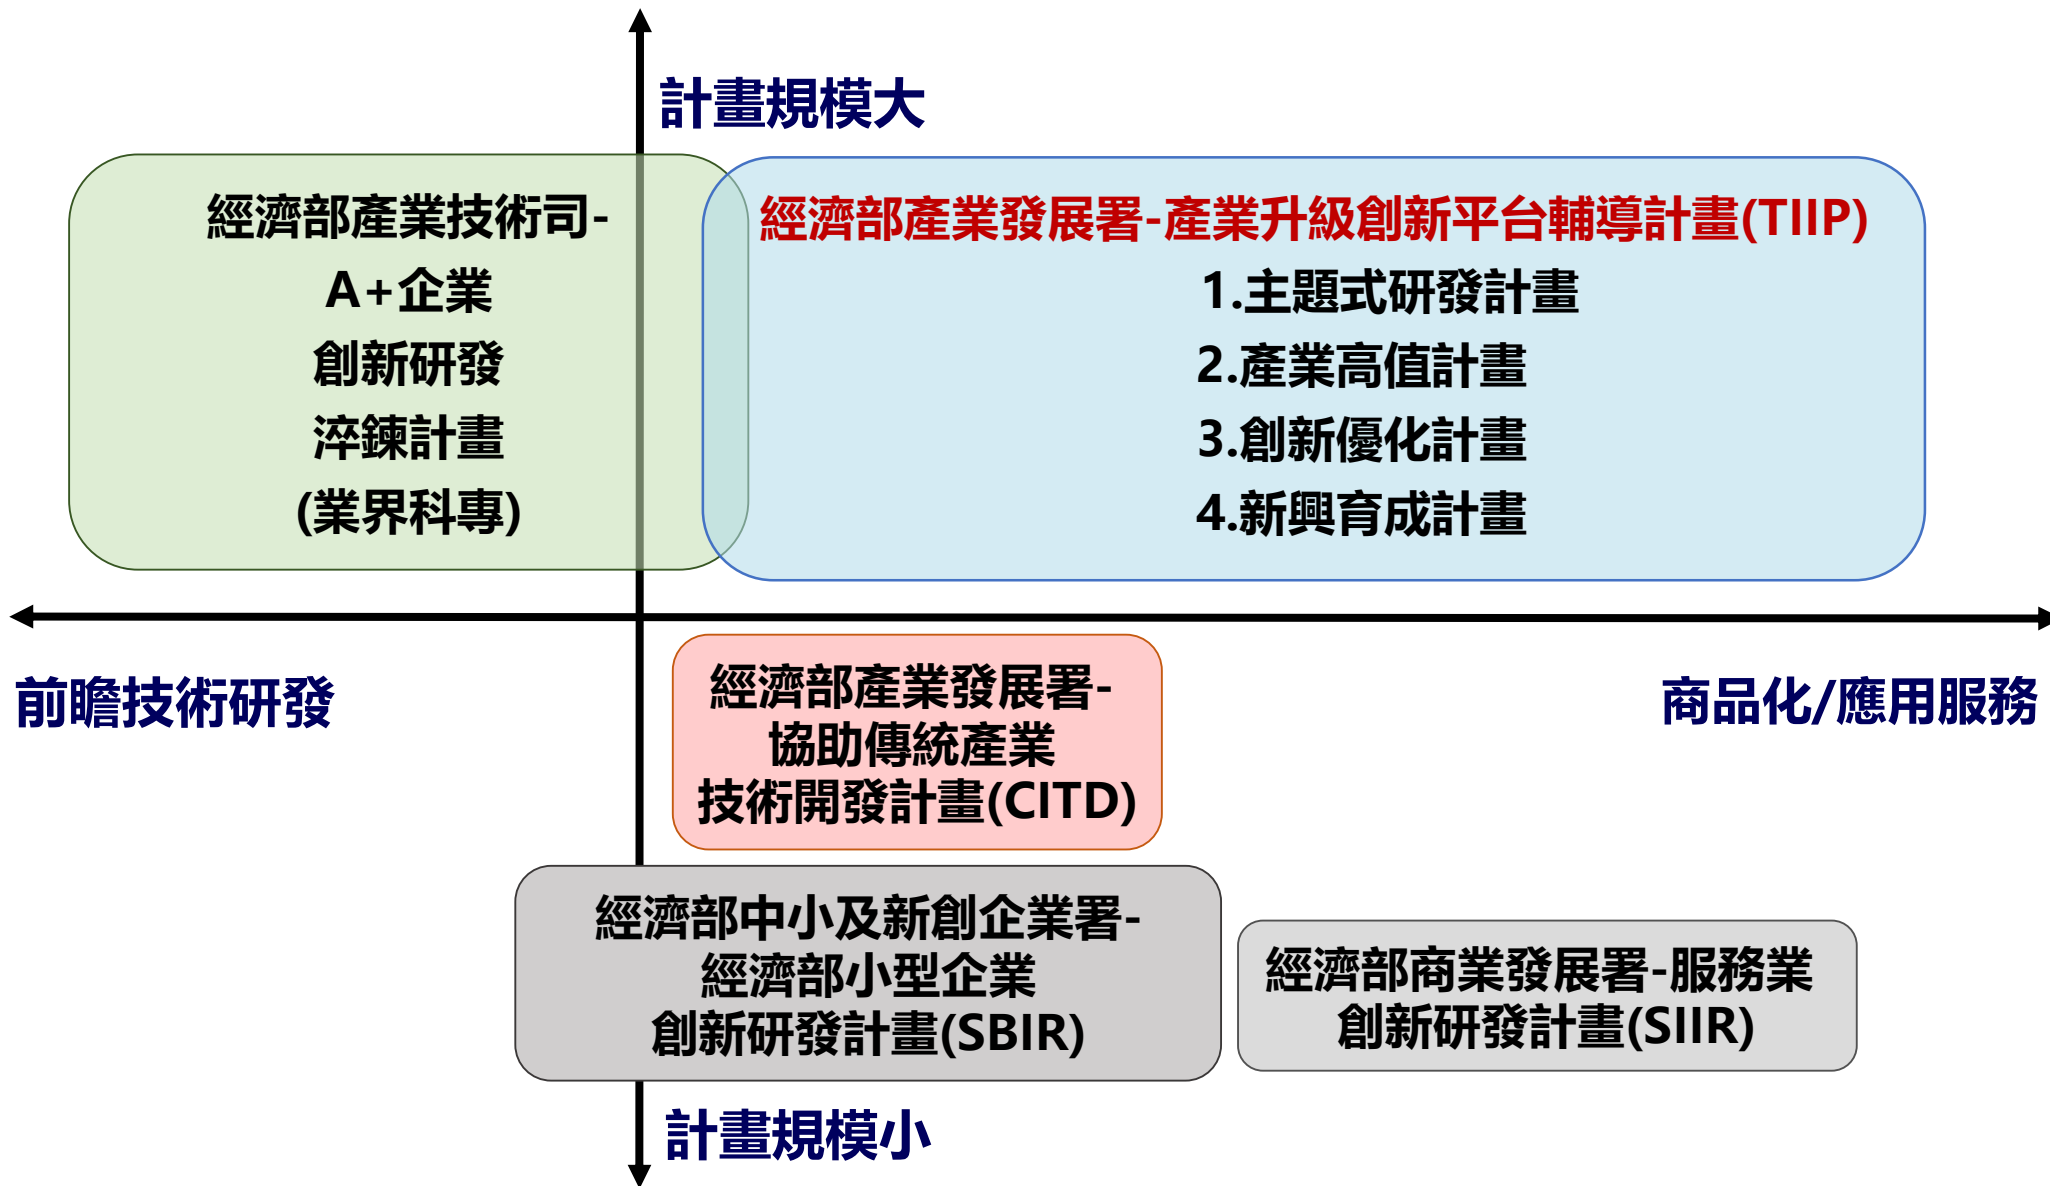 計畫規模大
經濟部產業技術司-
A+企業
創新研發
淬鍊計畫
(業界科專)
經濟部產業發展署-產業升級創新平台輔導計畫(TIIP)
1.主題式研發計畫
2.產業高值計畫
3.創新優化計畫
4.新興育成計畫
前瞻技術研發
商品化/應用服務
經濟部產業發展署-
協助傳統產業
技術開發計畫(CITD)
經濟部中小及新創企業署-
經濟部小型企業
創新研發計畫(SBIR)
經濟部商業發展署-服務業
創新研發計畫(SIIR)
計畫規模小